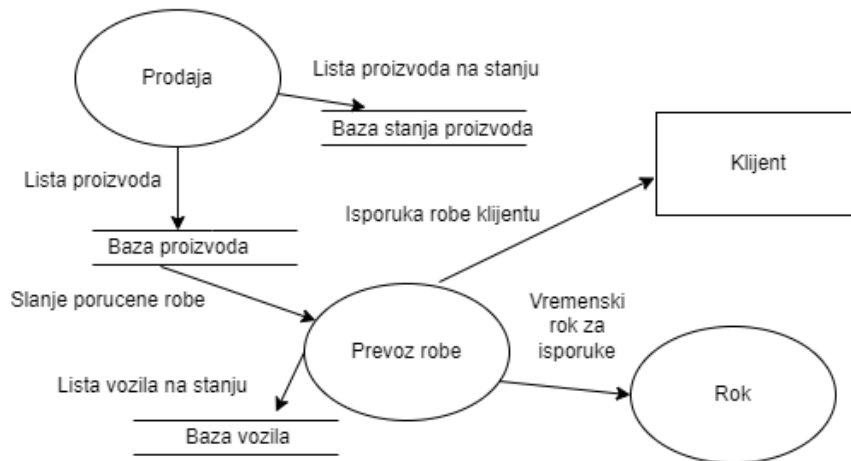 Prodaja
Lista proizvoda na stanju
Baza stanja proizvoda
Lista proizvoda
Klijent
Isporuka robe klijentu
Baza proizvoda
Slanje porucene robe
Vremenski
rok za
isporuke
Prevoz robe
Lista vozila na stanju
Rok
Baza vozila